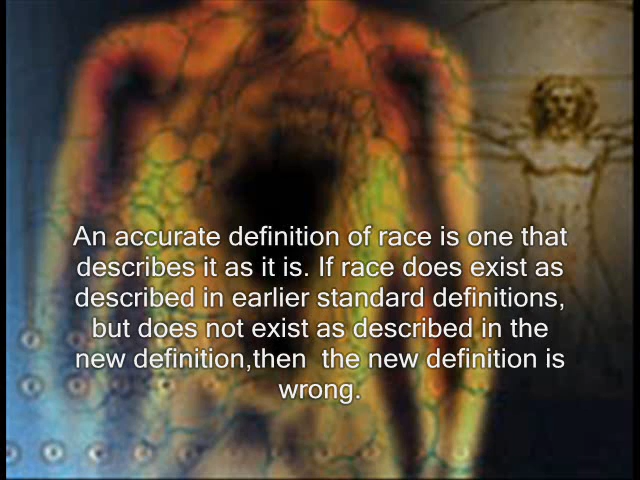 An accurate definition of race is one that
describes it as it is. If race does exist as
described in earlier standard definitions,
but does not exist as described in the
new definition,then  the new definition is
wrong.